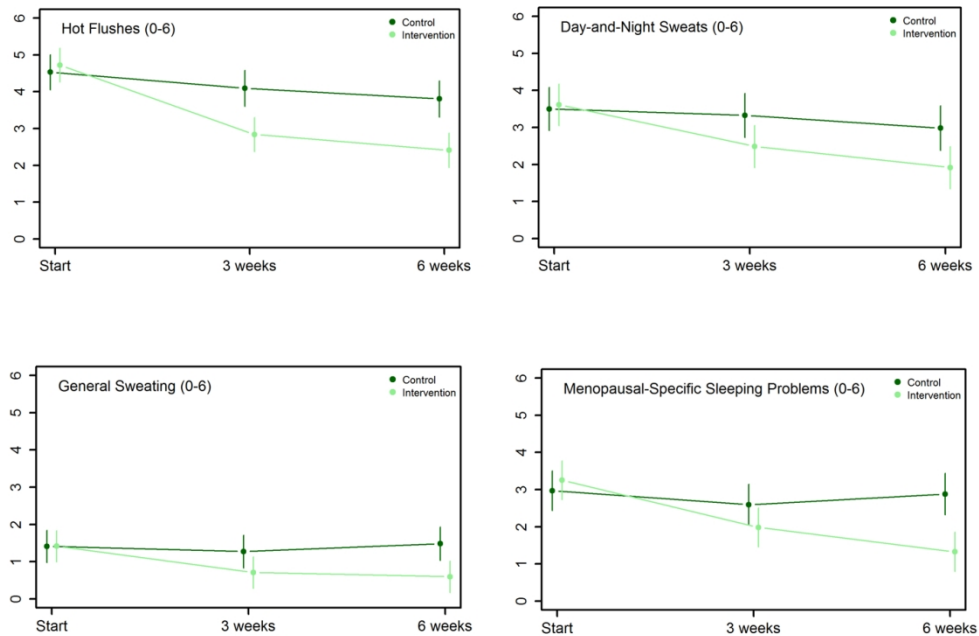 Hot Flushes (0-6)
Control
Intervention
6
5
4
3
2
1
0
Start
3 weeks
6 weeks
Day-and-Night Sweats (0-6)
Control
Intervention
6
5
4
3
2
1
0
Start
3 weeks
6 weeks
General Sweating (0-6)
Control
Intervention
6
5
4
3
2
1
0
Start
3 weeks
6 weeks
Menopausal-Specific Sleeping Problems (0-6)
Control
Intervention
6
5
4
3
2
1
0
Start
3 weeks
6 weeks